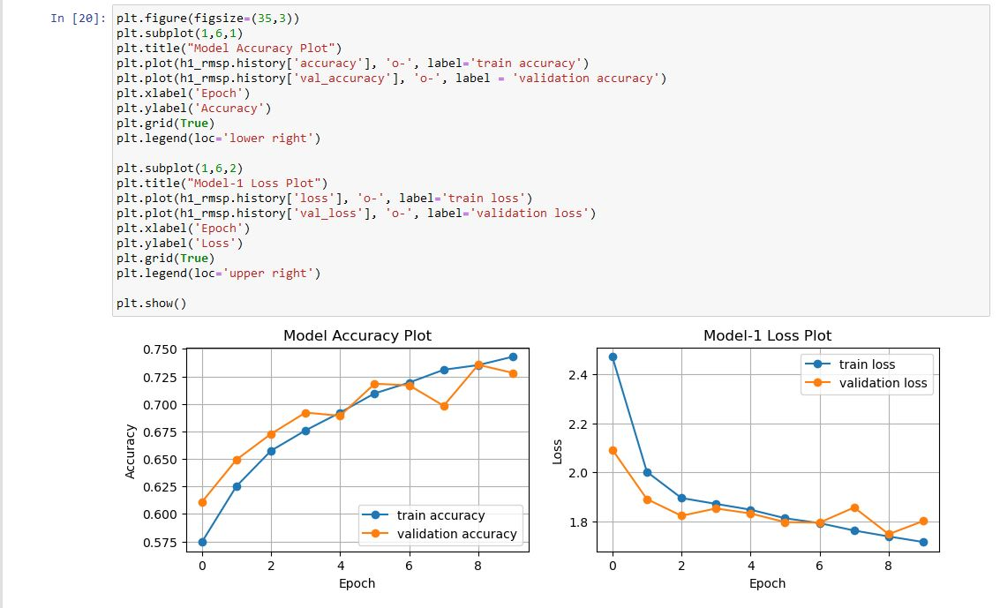 In [20]:
plt.figure(figsize=(35,3))
plt.subplot(1,6,1)
plt.title("Model Accuracy Plot")
plt.plot(h1_rmsp.history['accuracy'], 'o-', label='train accuracy')
plt.plot(h1_rmsp.history['val_accuracy'], 'o-', label = 'validation accuracy')
plt.xlabel('Epoch')
plt.ylabel('Accuracy')
plt.grid(True)
plt.legend(loc='lower right')
plt.subplot(1,6,2)
plt.title("Model-1 Loss Plot")
plt.plot(h1_rmsp.history['loss'], 'o-', label='train loss')
plt.plot(h1_rmsp.history['val_loss'], 'o-', label='validation loss')
plt.xlabel('Epoch')
plt.ylabel('Loss')
plt.grid(True)
plt.legend(loc='upper right')
plt.show()
Model Accuracy Plot
Accuracy
0.750
0.725
0.700
0.675
0.650
0.625
0.600
0.575
train accuracy
validation accuracy
0 2 4 6 8
Epoch
Model-1 Loss Plot
Loss
2.4
2.2
2.0
1.8
train loss
validation loss
0 2 4 6 8
Epoch